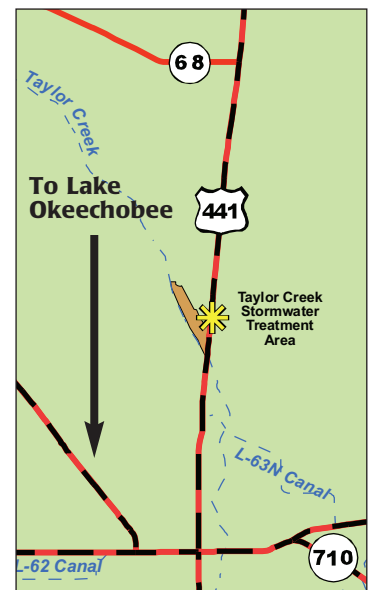 68
Taylor Creek
To Lake
Okeechobee
441
Taylor Creek
Stormwater
Treatment
Area
L-63N Canal
L-62 Canal
710